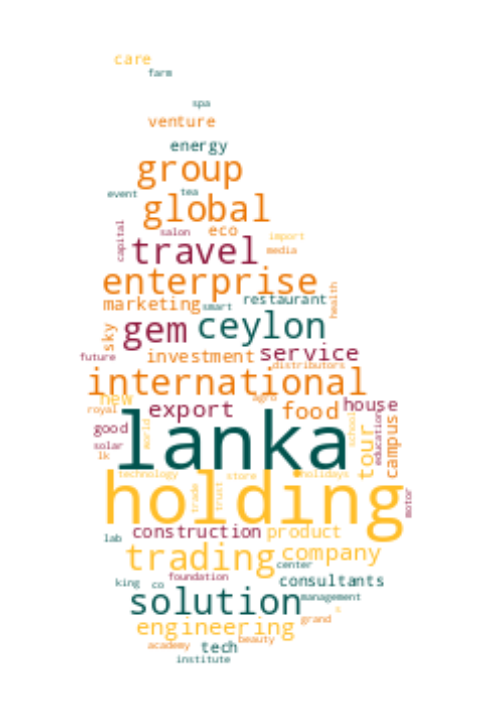 care
farm
spa
venture
energy
group
event tea
global
capital salon eco import
travel media
enterprise health
marketing smart restaurant
sky gem ceylon
future investment service
distributors
international
new agro
royal export food house
good world lanka school tour education campus
solar
lk
technology store holidays
holding
trade trust motor
construction product
lab
trading company
center
foundation
king co consultants
solution management
s
grand
engineering
beauty
academy tech
institute